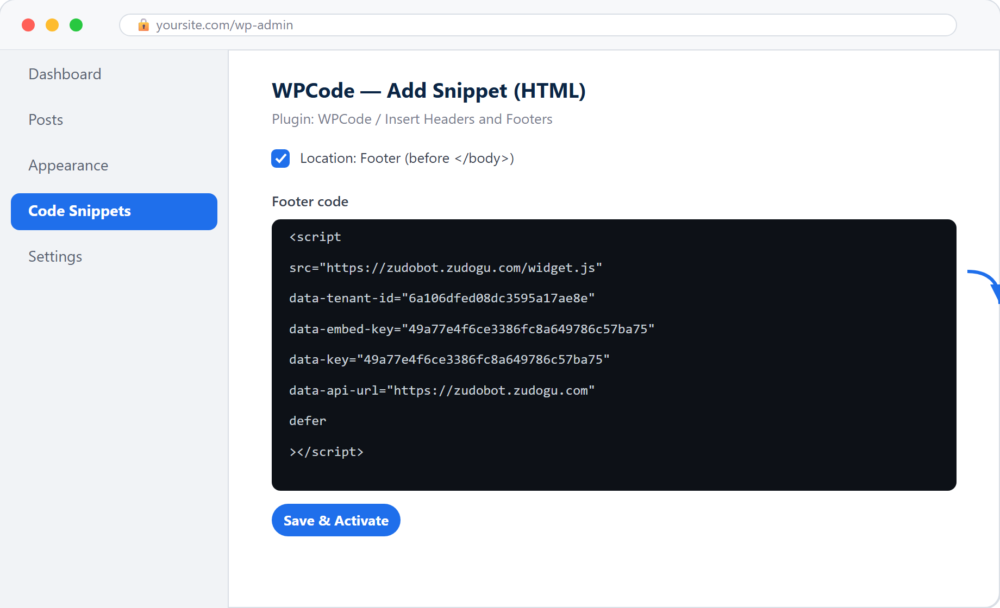 yoursite.com/wp-admin
Dashboard
Posts
Appearance
Code Snippets
Settings
WPCode — Add Snippet (HTML)
Plugin: WPCode / Insert Headers and Footers
Location: Footer (before </body>)
Footer code
<script
src="https://zudobot.zudogu.com/widget.js"
data-tenant-id="6a106dfed08dc3595a17ae8e"
data-embed-key="49a77e4f6ce3386fc8a649786c57ba75"
data-key="49a77e4f6ce3386fc8a649786c57ba75"
data-api-url="https://zudobot.zudogu.com"
defer
></script>
Save & Activate